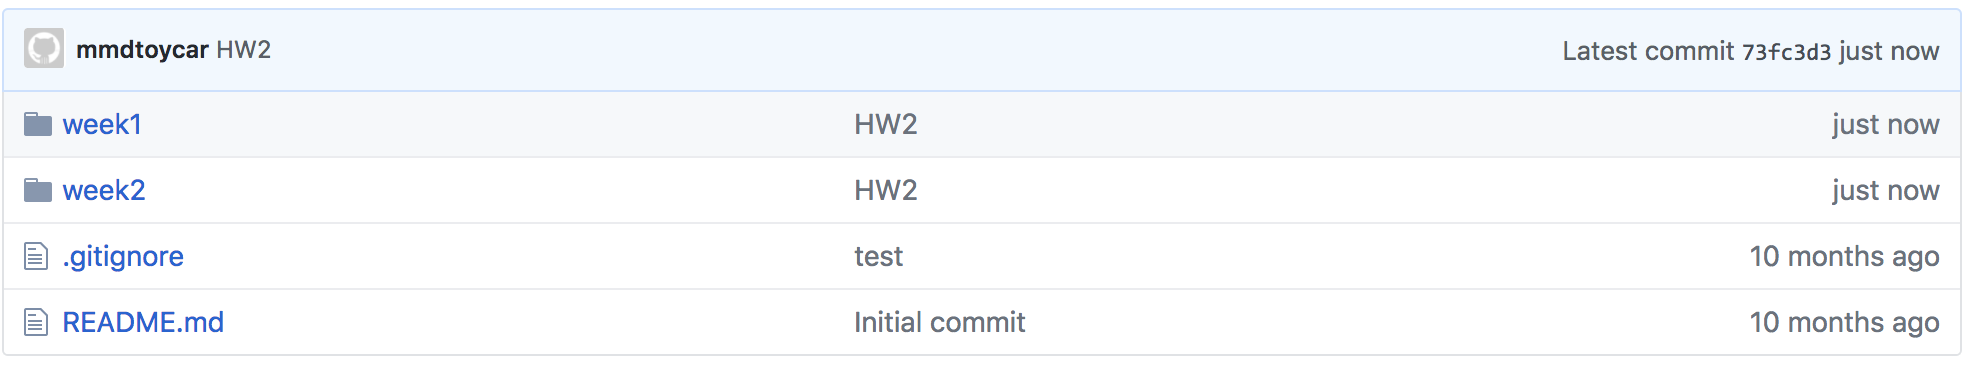 mmdtoycar HW2 Latest commit 73fc3d3 just now
week1 HW2 just now
week2 HW2 just now
.gitignore test 10 months ago
README.md Initial commit 10 months ago